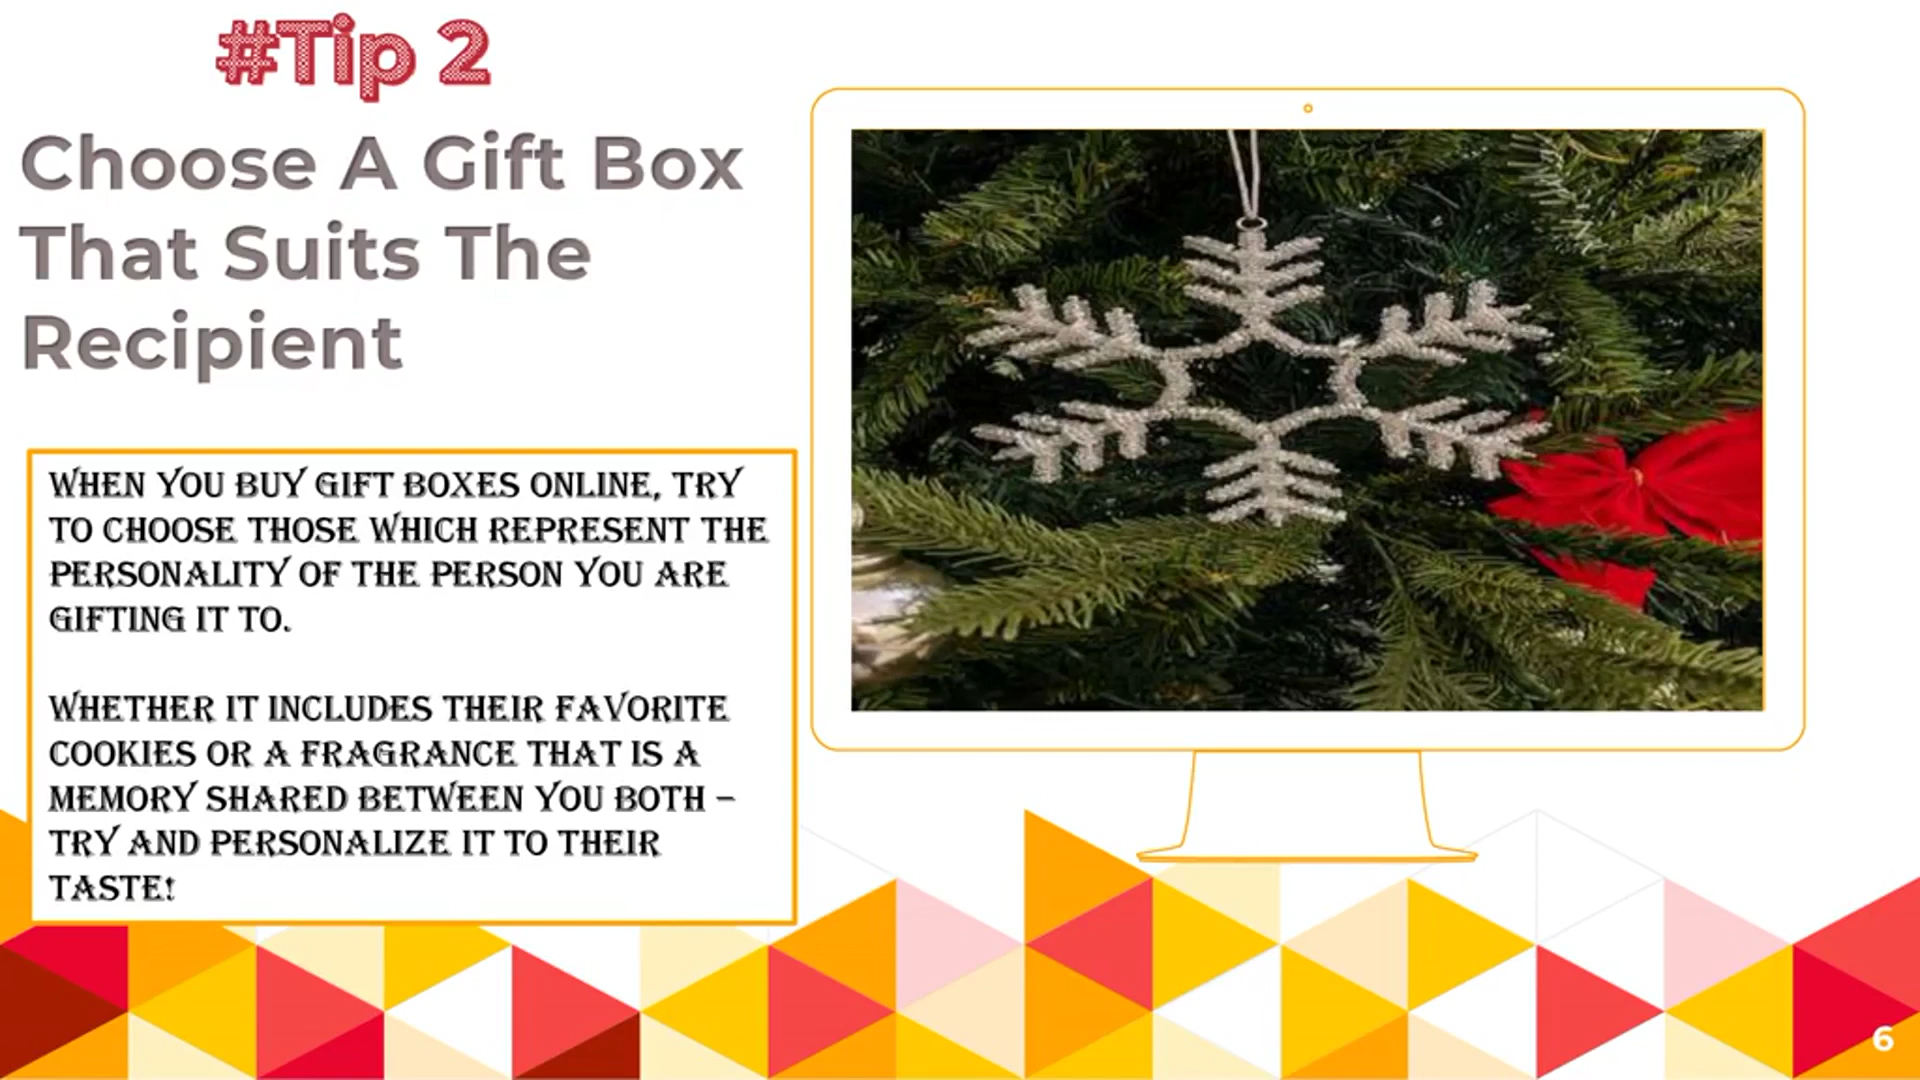 #Tip 2
Choose A Gift Box
That Suits The
Recipient
WHEN YOU BUY GIFT BOXES ONLINE, TRY
TO CHOOSE THOSE WHICH REPRESENT THE
PERSONALITY OF THE PERSON YOU ARE
GIFTING IT TO.
WHETHER IT INCLUDES THEIR FAVORITE
COOKIES OR A FRAGRANCE THAT IS A
MEMORY SHARED BETWEEN YOU BOTH –
TRY AND PERSONALIZE IT TO THEIR
TASTE!
6